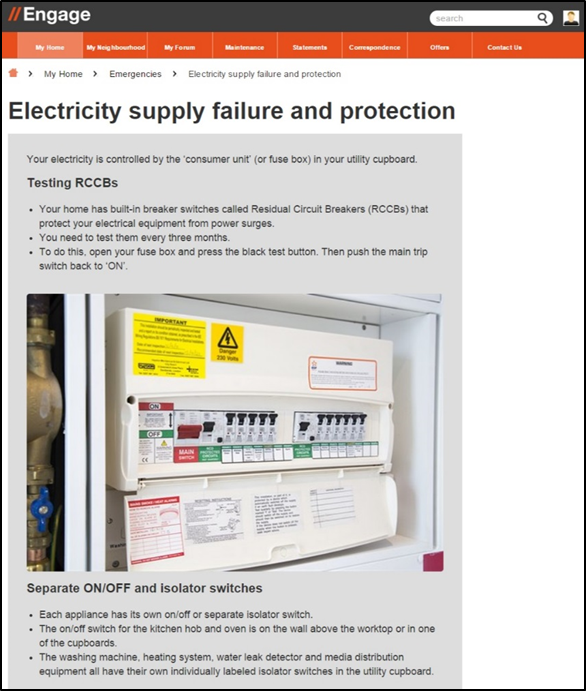 //Engage
search
My Home
My Neighbourhood
My Forum
Maintenance
Statements
Correspondence
Offers
Contact Us
My Home > Emergencies > Electricity supply failure and protection
Electricity supply failure and protection
Your electricity is controlled by the ‘consumer unit’ (or fuse box) in your utility cupboard.
Testing RCCBs
• Your home has built-in breaker switches called Residual Circuit Breakers (RCCBs) that
protect your electrical equipment from power surges.
• You need to test them every three months.
• To do this, open your fuse box and press the black test button. Then push the main trip
switch back to ‘ON’.
IMPORTANT
Danger
230 Volts
WARNING
ON
OFF
MAIN
SWITCH
Separate ON/OFF and isolator switches
• Each appliance has its own on/off or separate isolator switch.
• The on/off switch for the kitchen hob and oven is on the wall above the worktop or in one
of the cupboards.
• The washing machine, heating system, water leak detector and media distribution
equipment all have their own individually labeled isolator switches in the utility cupboard.